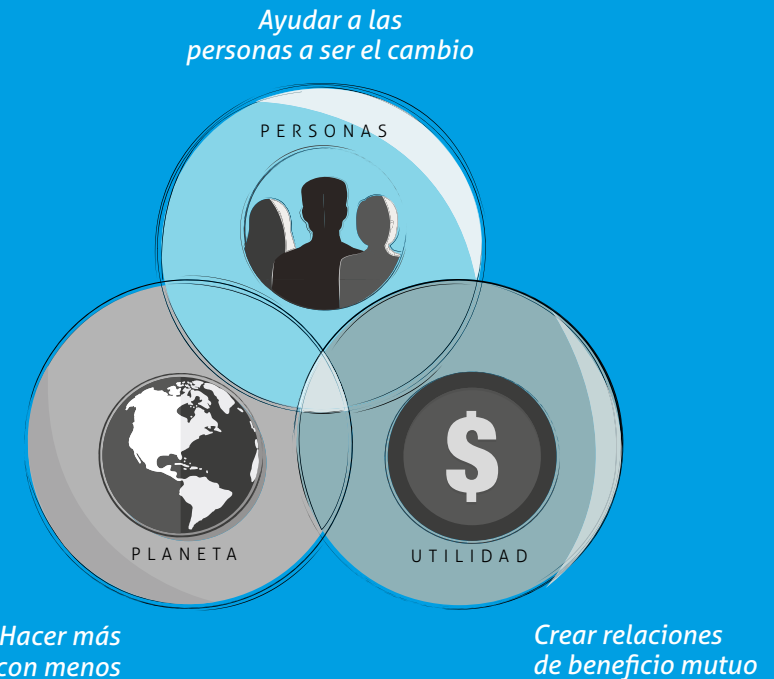 Ayudar a las
personas a ser el cambio
PERSONAS
$
PLANETA
UTILIDAD
Hacer más
con menos
Crear relaciones
de beneficio mutuo